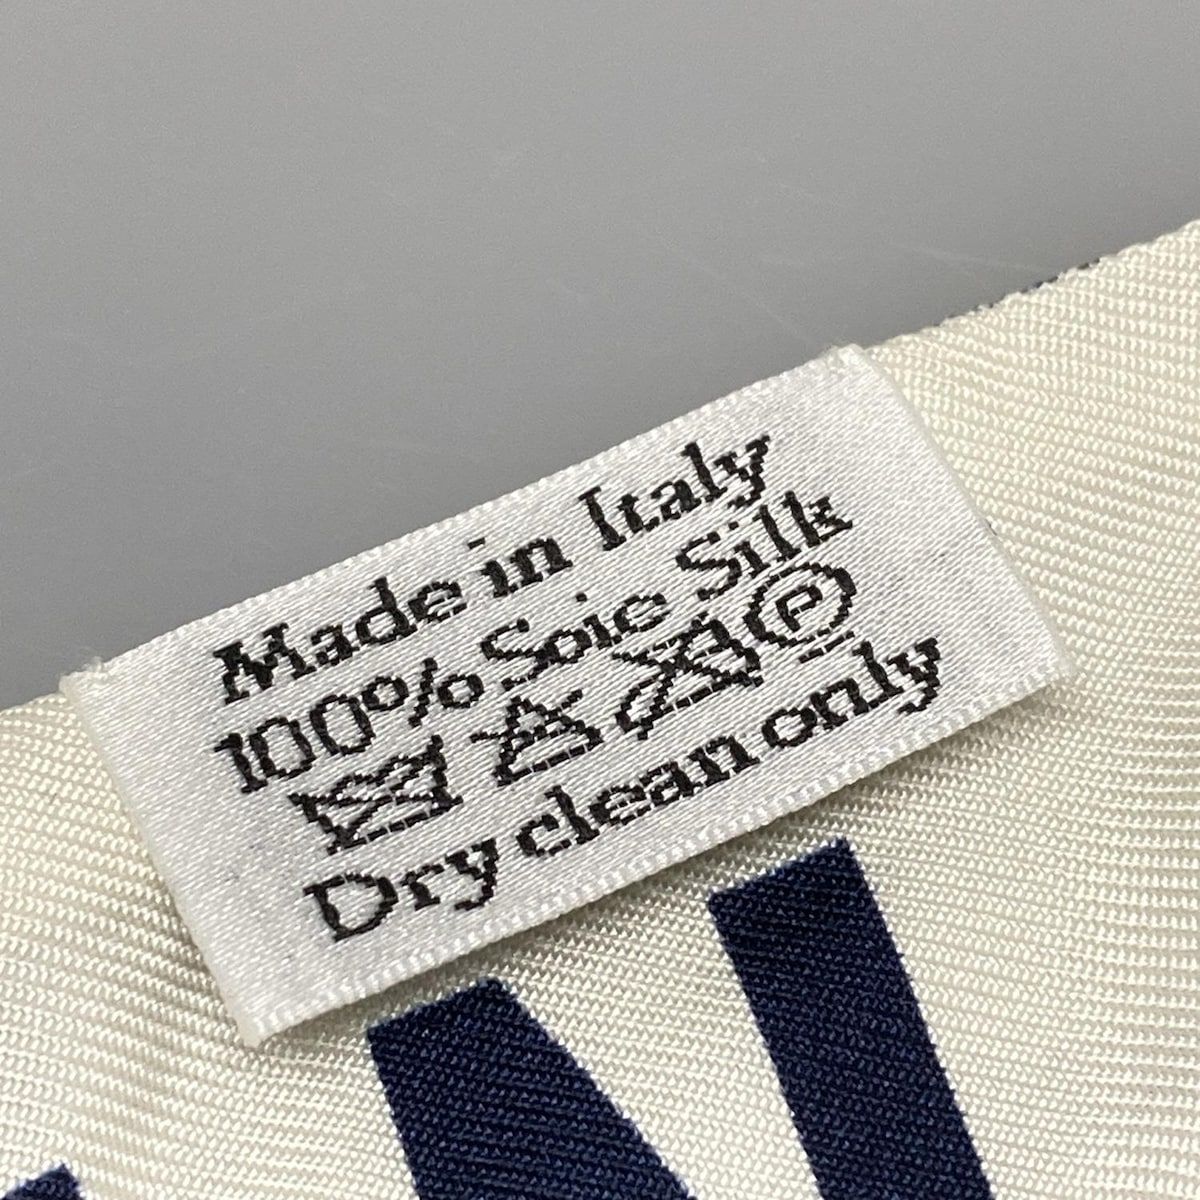 Made in Italy
100% Soie Silk
P
Dry clean only